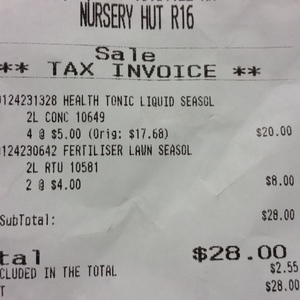 NURSERY HUT R16
Sale
** TAX INVOICE **
0124231328 HEALTH TONIC LIQUID SEASOL
2L CONC 10649
4 @ $5.00 (Orig: $17.68) $20.00
0124230642 FERTILISER LAWN SEASOL
2L RTU 10581
2 @ $4.00 $8.00
SubTotal: $28.00
tal $28.00
CLUDED IN THE TOTAL $2.55
T $28.00